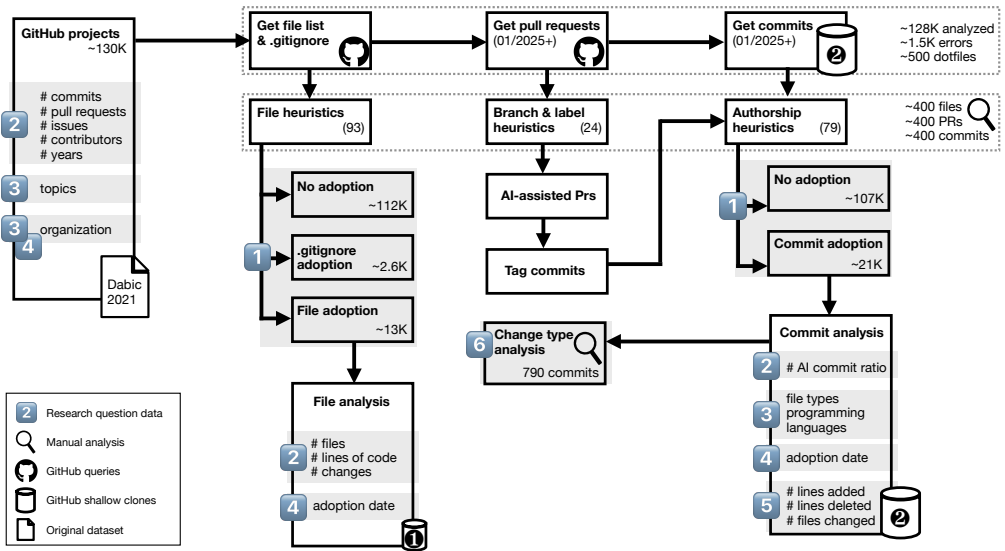 GitHub projects
~130K
2
# commits
# pull requests
# issues
# contributors
# years
3
topics
3
4
organization
Dabic
2021
Get file list
& .gitignore
Get pull requests
(01/2025+)
Get commits
(01/2025+)
2
~128K analyzed
~1.5K errors
~500 dotfiles
File heuristics
(93)
Branch & label
heuristics (24)
Authorship
heuristics (79)
~400 files
~400 PRs
~400 commits
1
No adoption
~112K
.gitignore
adoption ~2.6K
File adoption
~13K
AI-assisted Prs
Tag commits
1
No adoption
~107K
Commit adoption
~21K
6
Change type
analysis
790 commits
File analysis
2
# files
# lines of code
# changes
4
adoption date
1
Commit analysis
2
# AI commit ratio
3
file types
programming
languages
4
adoption date
5
# lines added
# lines deleted
# files changed
2
2
Research question data
Manual analysis
GitHub queries
GitHub shallow clones
Original dataset